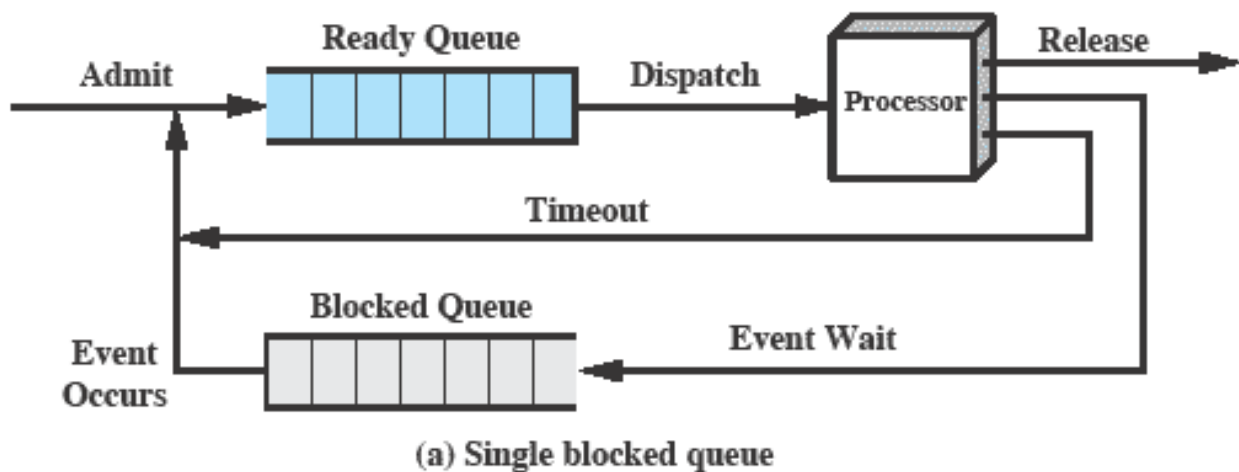 Ready Queue
Release
Admit
Dispatch
Processor
Timeout
Blocked Queue
Event Wait
Event
Occurs
(a) Single blocked queue